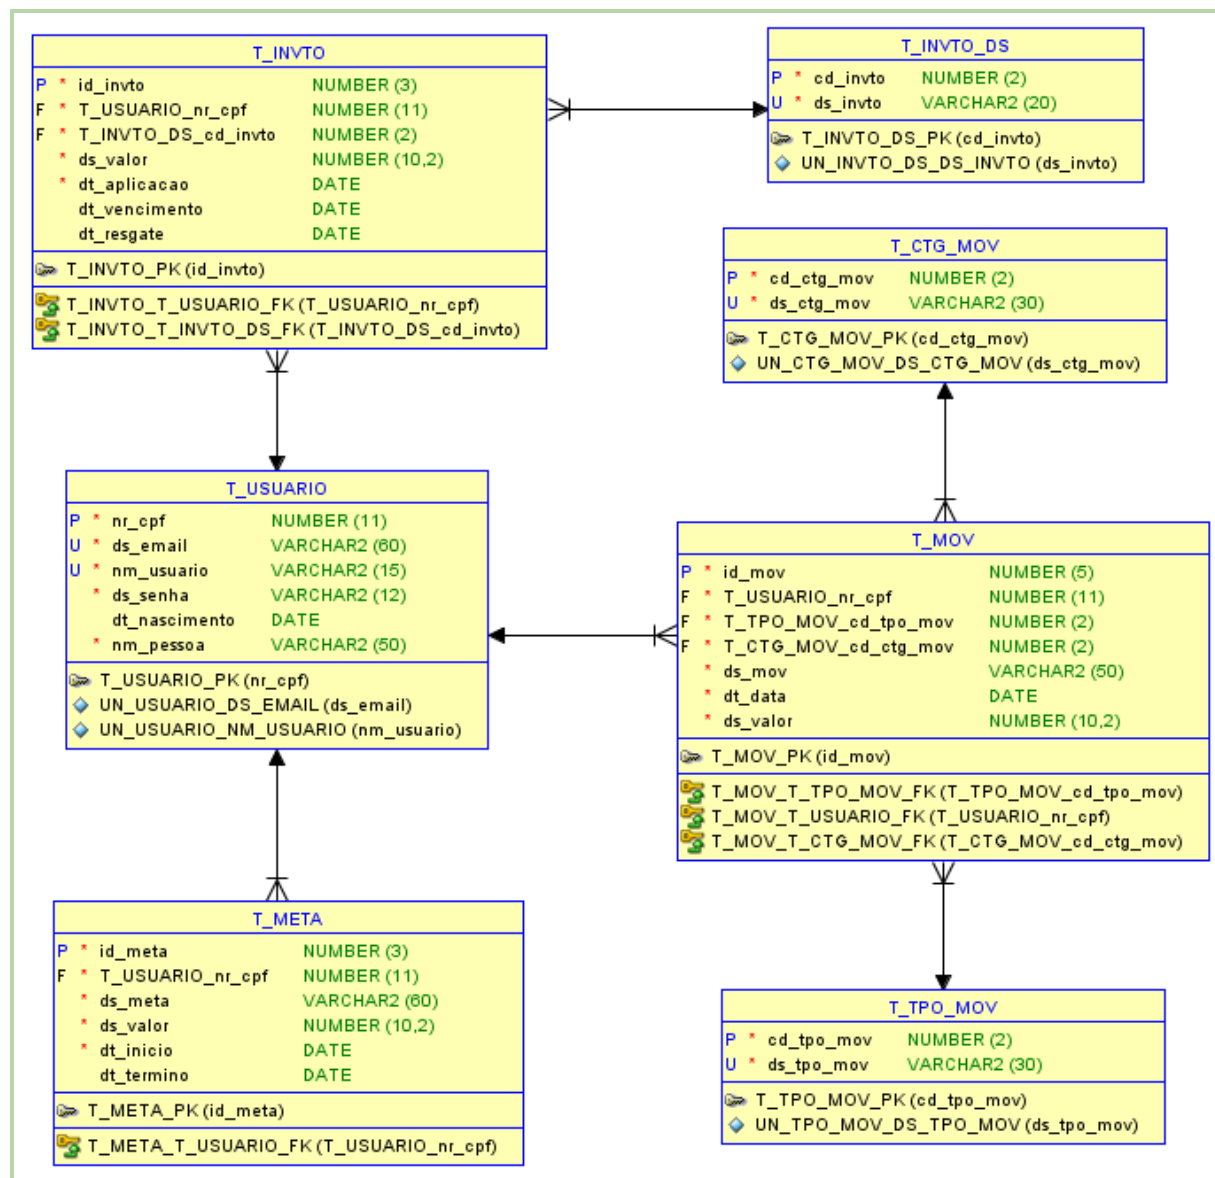 T_INVTO
P * id_invto NUMBER (3)
F * T_USUARIO_nr_cpf NUMBER (11)
F * T_INVTO_DS_cd_invto NUMBER (2)
* ds_valor NUMBER (10,2)
* dt_aplicacao DATE
dt_vencimento DATE
dt_resgate DATE
T_INVTO_PK (id_invto)
T_INVTO_T_USUARIO_FK (T_USUARIO_nr_cpf)
T_INVTO_T_INVTO_DS_FK (T_INVTO_DS_cd_invto)
T_INVTO_DS
P * cd_invto NUMBER (2)
U * ds_invto VARCHAR2 (20)
T_INVTO_DS_PK (cd_invto)
UN_INVTO_DS_DS_INVTO (ds_invto)
T_CTG_MOV
P * cd_ctg_mov NUMBER (2)
U * ds_ctg_mov VARCHAR2 (30)
T_CTG_MOV_PK (cd_ctg_mov)
UN_CTG_MOV_DS_CTG_MOV (ds_ctg_mov)
T_USUARIO
P * nr_cpf NUMBER (11)
U * ds_email VARCHAR2 (60)
U * nm_usuario VARCHAR2 (15)
* ds_senha VARCHAR2 (12)
dt_nascimento DATE
* nm_pessoa VARCHAR2 (50)
T_USUARIO_PK (nr_cpf)
UN_USUARIO_DS_EMAIL (ds_email)
UN_USUARIO_NM_USUARIO (nm_usuario)
T_MOV
P * id_mov NUMBER (5)
F * T_USUARIO_nr_cpf NUMBER (11)
F * T_TPO_MOV_cd_tpo_mov NUMBER (2)
F * T_CTG_MOV_cd_ctg_mov NUMBER (2)
* ds_mov VARCHAR2 (50)
* dt_data DATE
* ds_valor NUMBER (10,2)
T_MOV_PK (id_mov)
T_MOV_T_TPO_MOV_FK (T_TPO_MOV_cd_tpo_mov)
T_MOV_T_USUARIO_FK (T_USUARIO_nr_cpf)
T_MOV_T_CTG_MOV_FK (T_CTG_MOV_cd_ctg_mov)
T_META
P * id_meta NUMBER (3)
F * T_USUARIO_nr_cpf NUMBER (11)
* ds_meta VARCHAR2 (60)
* ds_valor NUMBER (10,2)
* dt_inicio DATE
dt_termino DATE
T_META_PK (id_meta)
T_META_T_USUARIO_FK (T_USUARIO_nr_cpf)
T_TPO_MOV
P * cd_tpo_mov NUMBER (2)
U * ds_tpo_mov VARCHAR2 (30)
T_TPO_MOV_PK (cd_tpo_mov)
UN_TPO_MOV_DS_TPO_MOV (ds_tpo_mov)